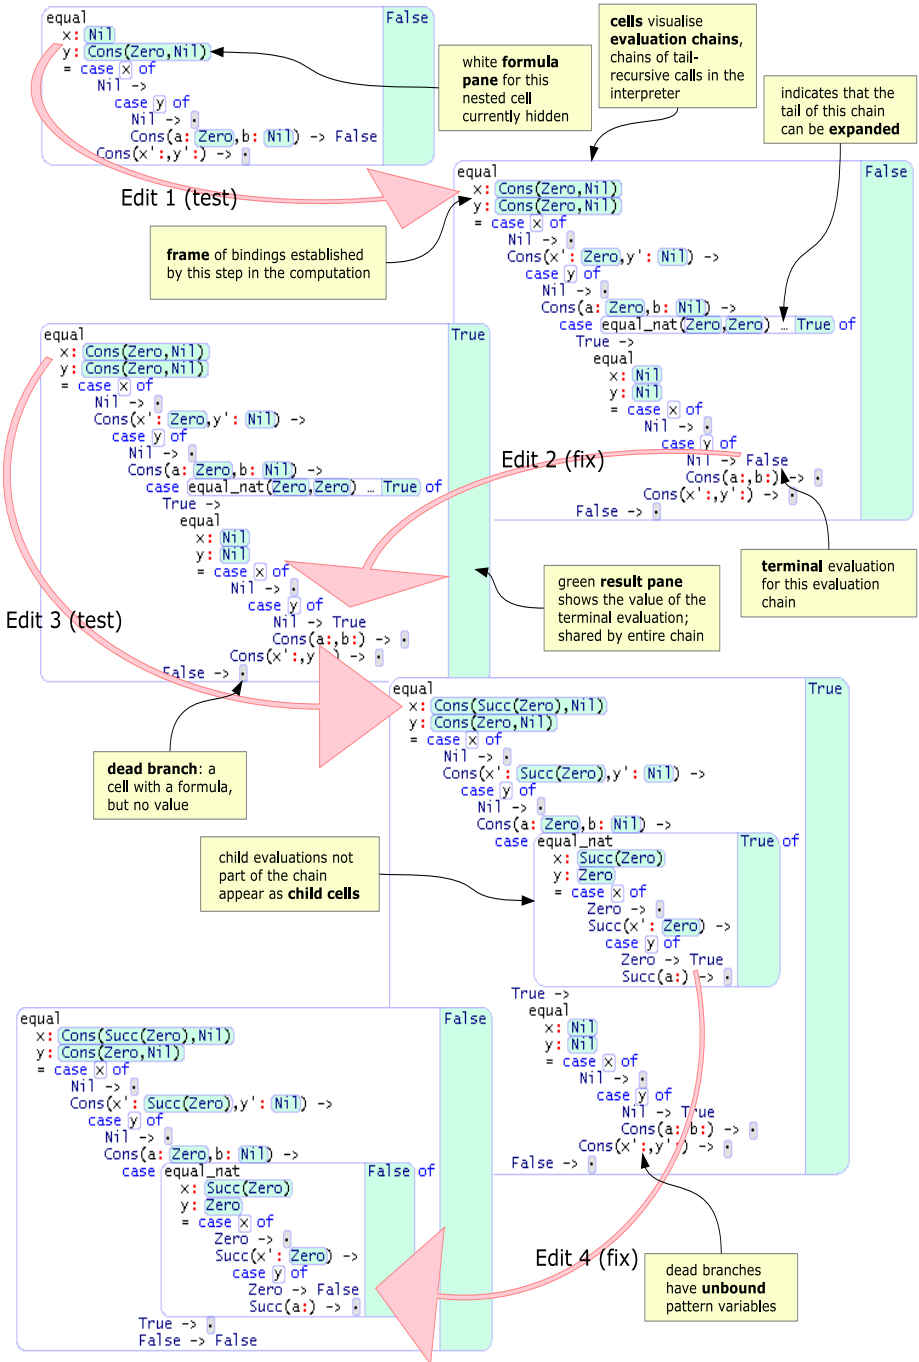 equal
x: Nil
y: Cons(Zero,Nil)
= case x of
Nil ->
case y of
Nil -> ▪
Cons(a: Zero,b: Nil) -> False
Cons(x':,y':) -> ▪
False
white formula
pane for this
nested cell
currently hidden
cells visualise
evaluation chains,
chains of tail-
recursive calls in the
interpreter
indicates that the
tail of this chain
can be expanded
Edit 1 (test)
frame of bindings established
by this step in the computation
equal
x: Cons(Zero,Nil)
y: Cons(Zero,Nil)
= case x of
Nil -> ▪
Cons(x': Zero,y': Nil) ->
case y of
Nil -> ▪
Cons(a: Zero,b: Nil) ->
case equal_nat(Zero,Zero) … True of
True ->
equal
x: Nil
y: Nil
= case x of
Nil -> ▪
case y of
Nil -> False
Cons(a:,b:) -> ▪
Cons(x':,y':) -> ▪
False -> ▪
False
Edit 2 (fix)
terminal evaluation
for this evaluation
chain
equal
x: Cons(Zero,Nil)
y: Cons(Zero,Nil)
= case x of
Nil -> ▪
Cons(x': Zero,y': Nil) ->
case y of
Nil -> ▪
Cons(a: Zero,b: Nil) ->
case equal_nat(Zero,Zero) … True of
True ->
equal
x: Nil
y: Nil
= case x of
Nil -> ▪
case y of
Nil -> True
Cons(a:,b:) -> ▪
Cons(x':,y':) -> ▪
False -> ▪
True
green result pane
shows the value of the
terminal evaluation;
shared by entire chain
Edit 3 (test)
dead branch: a
cell with a formula,
but no value
equal
x: Cons(Succ(Zero),Nil)
y: Cons(Zero,Nil)
= case x of
Nil -> ▪
Cons(x': Succ(Zero),y': Nil) ->
case y of
Nil -> ▪
Cons(a: Zero,b: Nil) ->
case equal_nat True of
x: Succ(Zero)
y: Zero
= case x of
Zero -> ▪
Succ(x': Zero) ->
case y of
Zero -> True
Succ(a:) -> ▪
True ->
equal
x: Nil
y: Nil
= case x of
Nil -> ▪
case y of
Nil -> True
Cons(a:,b:) -> ▪
Cons(x':,y':) -> ▪
False -> ▪
True
child evaluations not
part of the chain
appear as child cells
equal
x: Cons(Succ(Zero),Nil)
y: Cons(Zero,Nil)
= case x of
Nil -> ▪
Cons(x': Succ(Zero),y': Nil) ->
case y of
Nil -> ▪
Cons(a: Zero,b: Nil) ->
case equal_nat False of
x: Succ(Zero)
y: Zero
= case x of
Zero -> ▪
Succ(x': Zero) ->
case y of
Zero -> False
Succ(a:) -> ▪
True -> ▪
False -> False
False
Edit 4 (fix)
dead branches
have unbound
pattern variables